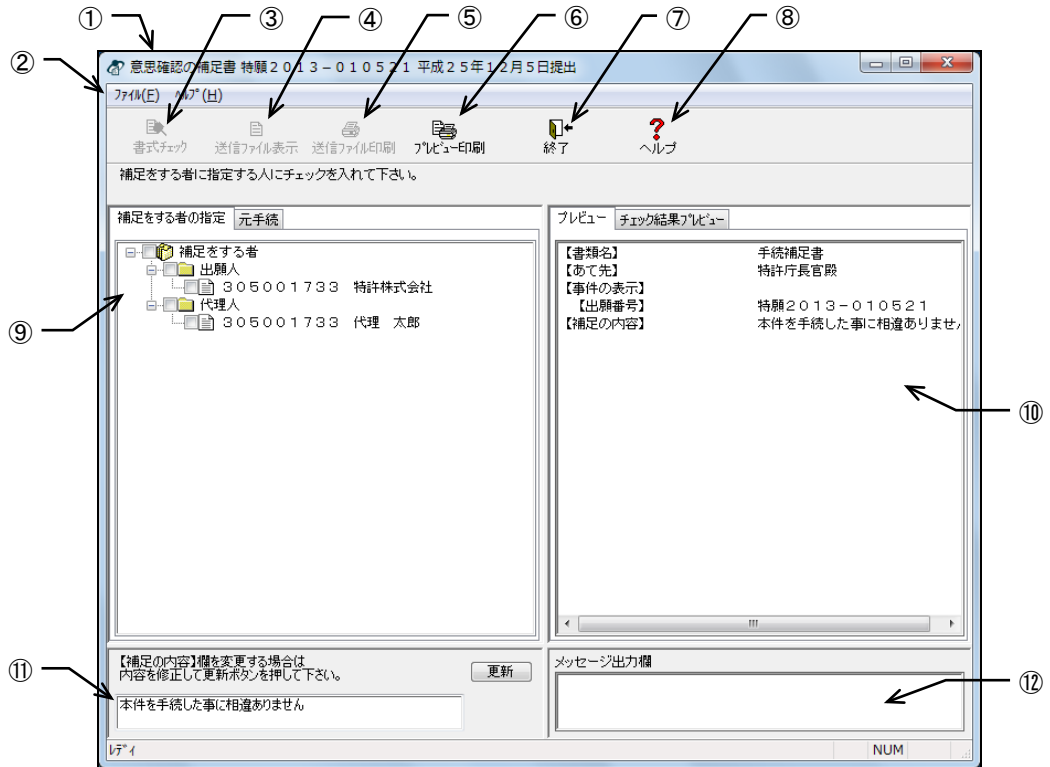 ① ③ ④ ⑤ ⑥ ⑦ ⑧
②
意思確認の補足書 特願2013-010521 平成25年12月5日提出
ﾌｧｲﾙ(F) ﾍﾙﾌﾟ(H)
書式ﾁｪｯｸ 送信ﾌｧｲﾙ表示 送信ﾌｧｲﾙ印刷 ﾌﾟﾚﾋﾞｭｰ印刷 終了 ヘルプ
補足をする者に指定する人にチェックを入れて下さい。
補足をする者の指定 元手続
補足をする者
出願人
305001733 特許株式会社
代理人
305001733 代理 太郎
⑨
プレビュー ﾁｪｯｸ結果ﾌﾟﾚﾋﾞｭｰ
【書類名】 手続補足書
【あて先】 特許庁長官殿
【事件の表示】
【出願番号】 特願2013-010521
【補足の内容】 本件を手続した事に相違ありませ
⑩
【補足の内容】欄を変更する場合は
内容を修正して更新ボタンを押して下さい。
更新
本件を手続した事に相違ありません
⑪
メッセージ出力欄
⑫
ﾚﾃﾞｨ NUM